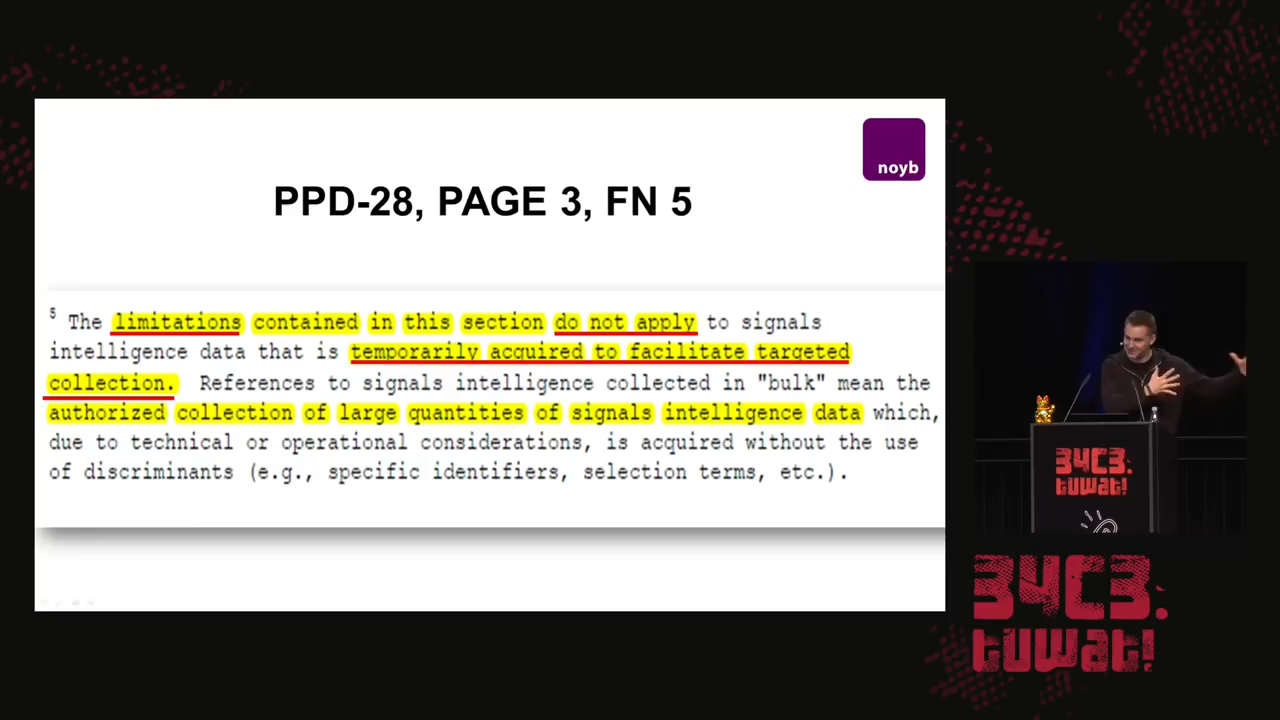 noyb
PPD-28, PAGE 3, FN 5
5 The limitations contained in this section do not apply to signals
intelligence data that is temporarily acquired to facilitate targeted
collection. References to signals intelligence collected in "bulk" mean the
authorized collection of large quantities of signals intelligence data which,
due to technical or operational considerations, is acquired without the use
of discriminants (e.g., specific identifiers, selection terms, etc.).
34C3.
tuwat!
34C3.
tuwat!